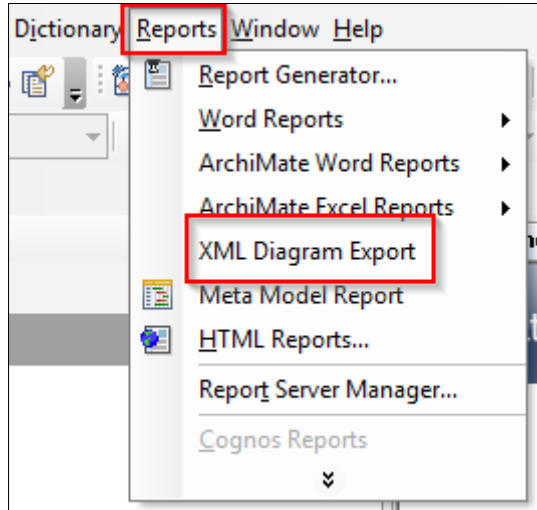 Dictionary Reports Window Help
Report Generator...
Word Reports
ArchiMate Word Reports
ArchiMate Excel Reports
XML Diagram Export
Meta Model Report
HTML Reports...
Report Server Manager...
Cognos Reports